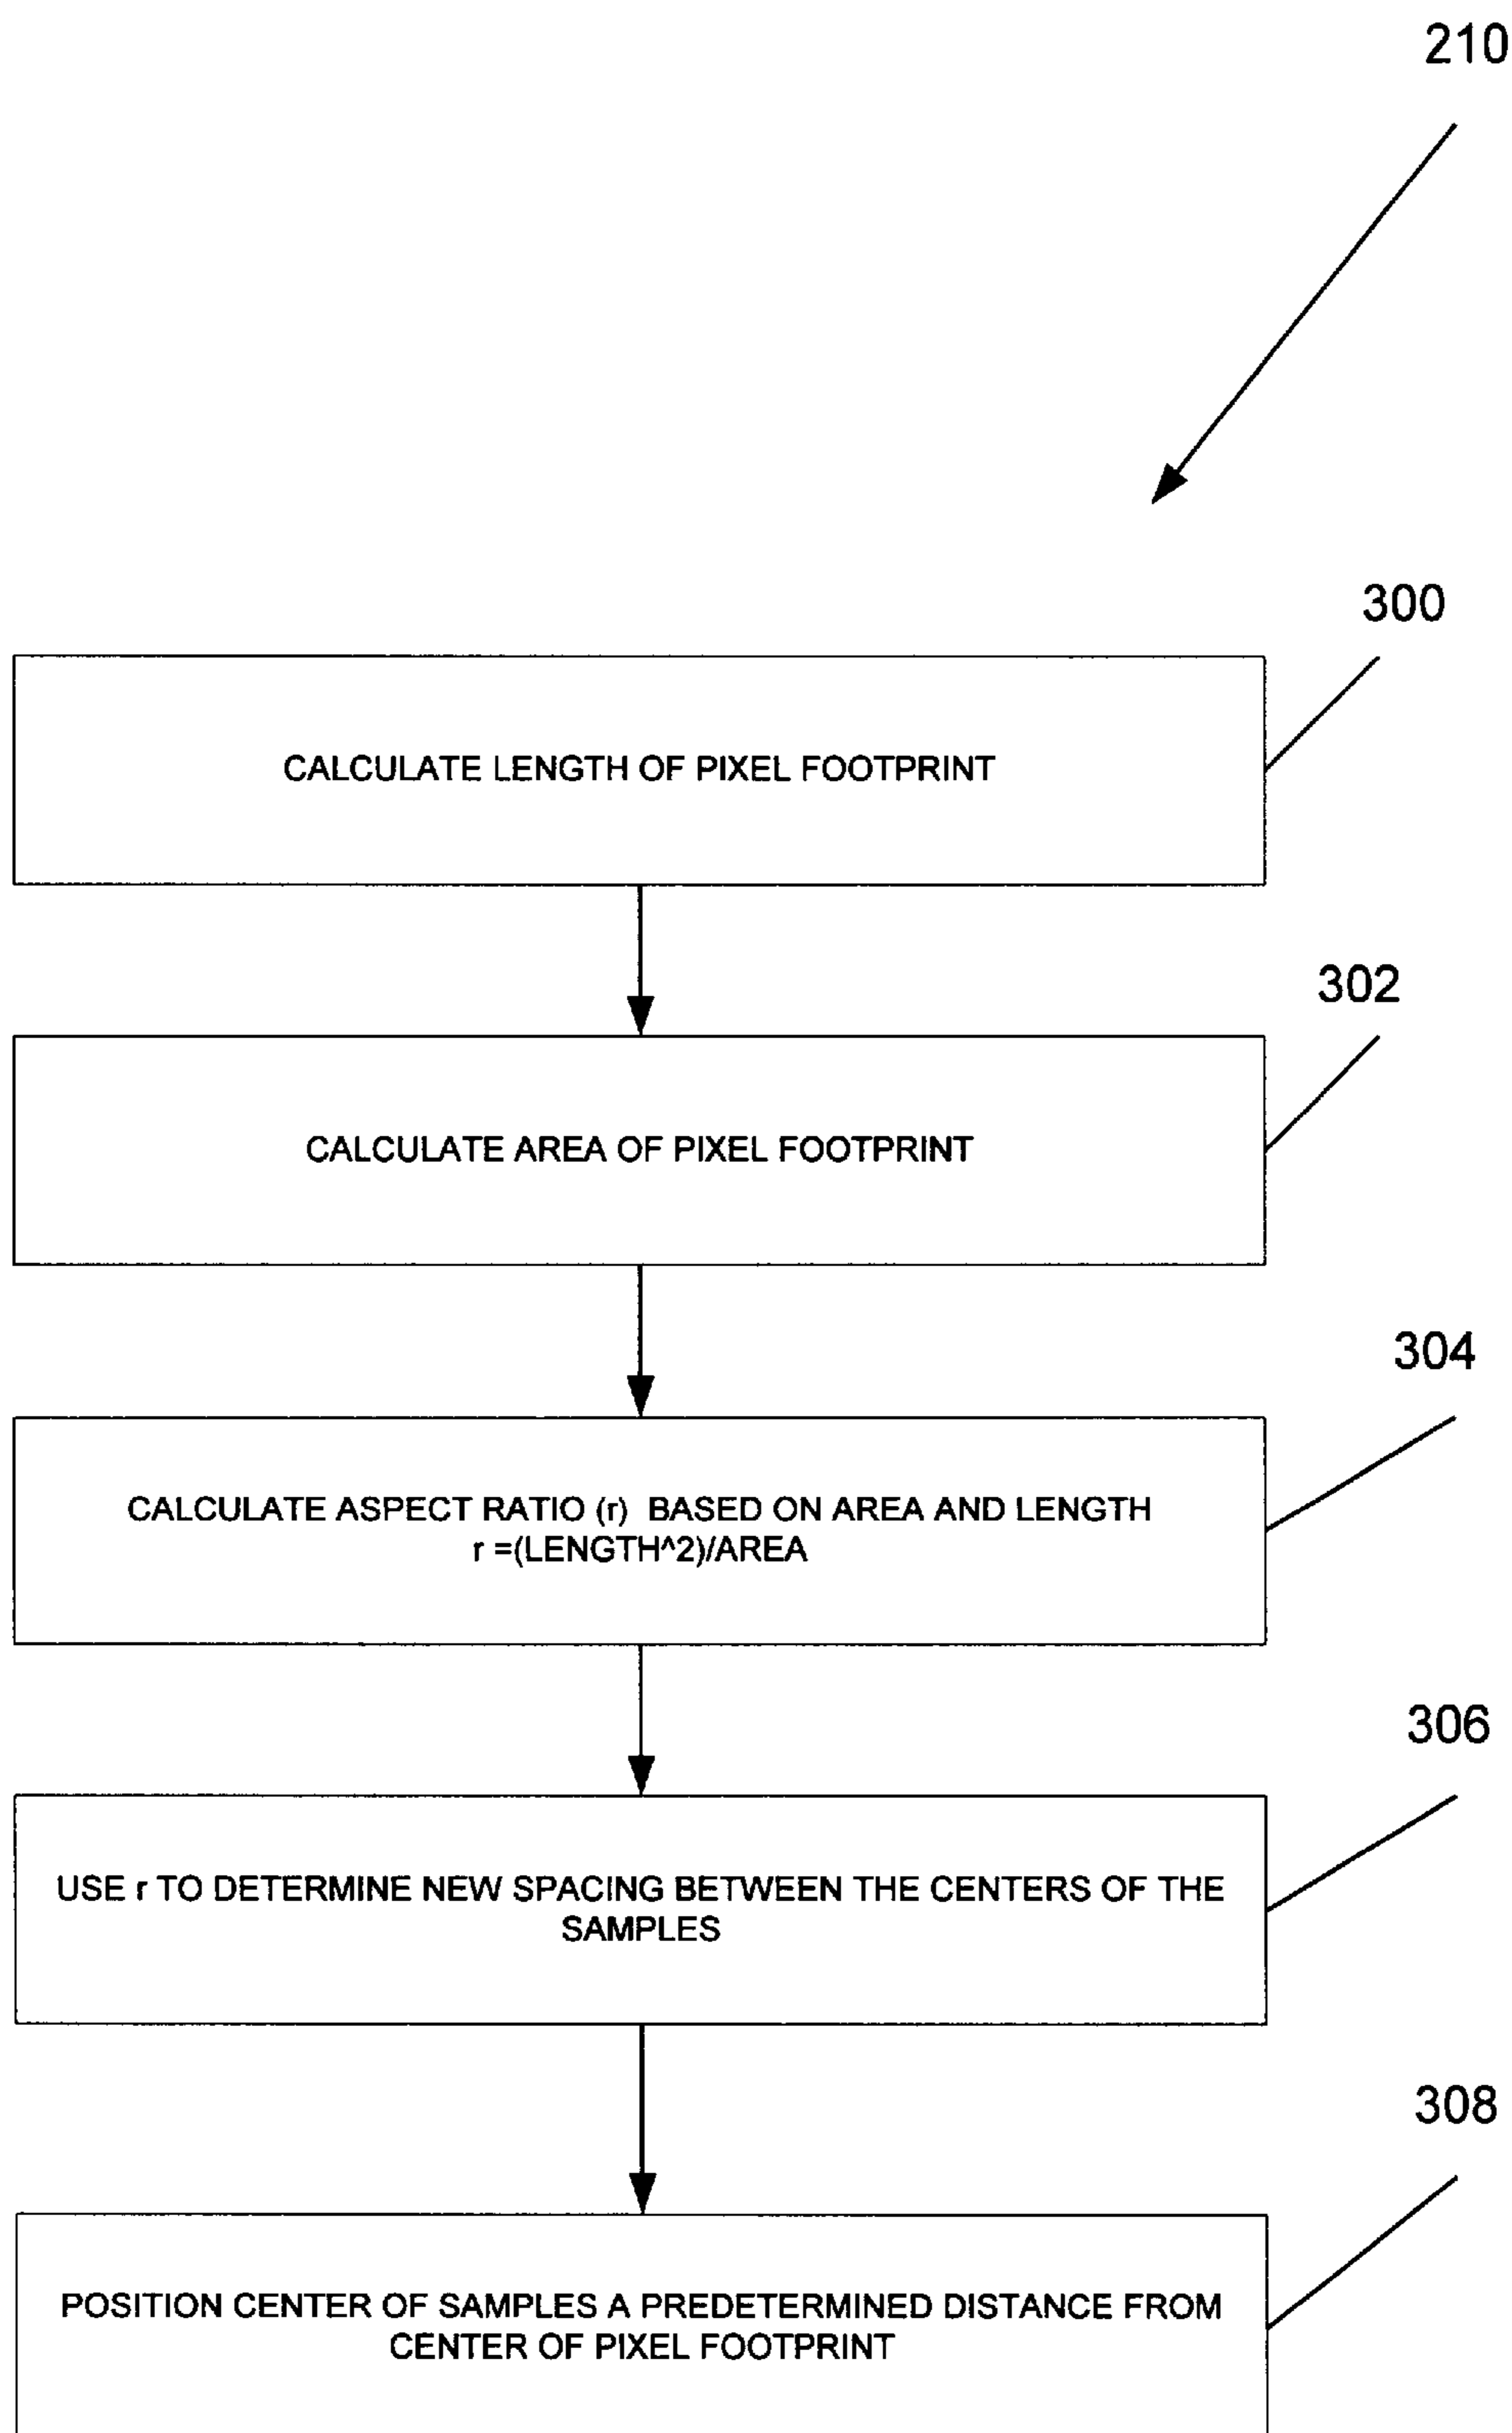 210
300
CALCULATE LENGTH OF PIXEL FOOTPRINT
302
CALCULATE AREA OF PIXEL FOOTPRINT
304
CALCULATE ASPECT RATIO (r) BASED ON AREA AND LENGTH
r =(LENGTH^2)/AREA
306
USE r TO DETERMINE NEW SPACING BETWEEN THE CENTERS OF THE
SAMPLES
308
POSITION CENTER OF SAMPLES A PREDETERMINED DISTANCE FROM
CENTER OF PIXEL FOOTPRINT